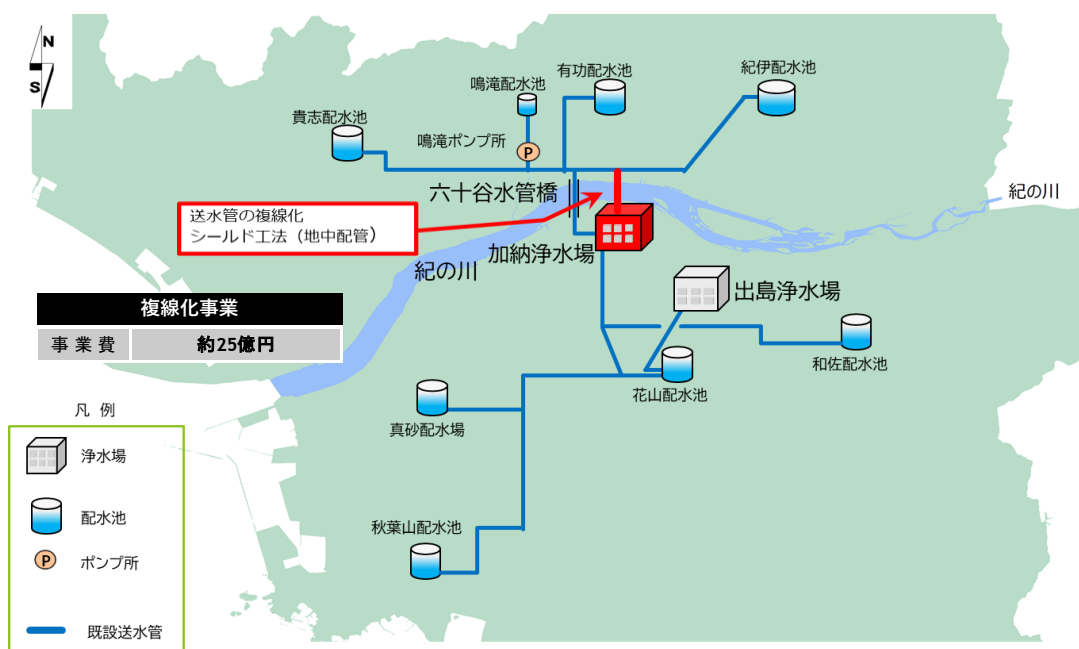 N
S
鳴滝配水池
有功配水池
紀伊配水池
貴志配水池
鳴滝ポンプ所
P
六十谷水管橋
紀の川
送水管の複線化
シールド工法（地中配管）
加納浄水場
紀の川
出島浄水場
複線化事業
事業費
約25億円
和佐配水池
花山配水池
真砂配水場
秋葉山配水池
凡 例
浄水場
配水池
P
ポンプ所
既設送水管